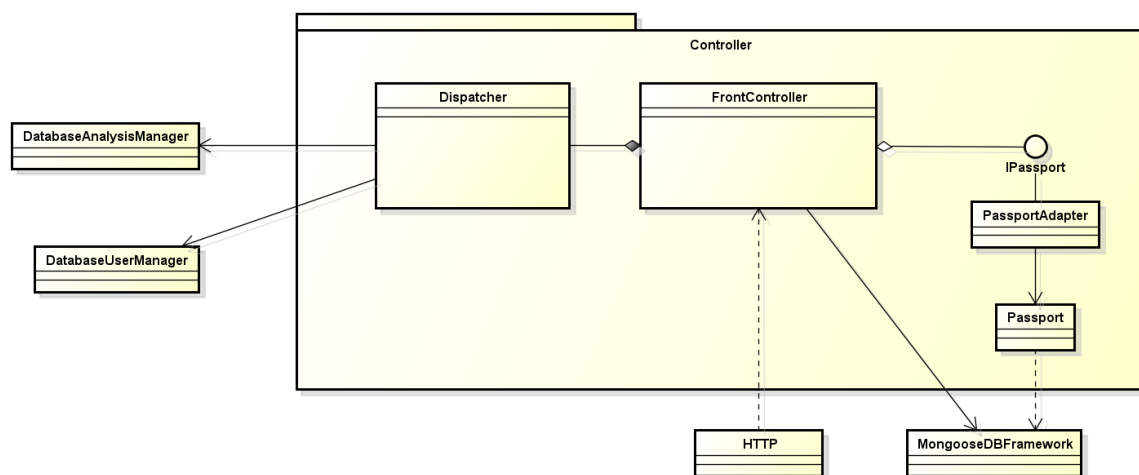 Controller
Dispatcher
FrontController
DatabaseAnalysisManager
IPassport
PassportAdapter
DatabaseUserManager
Passport
HTTP
MongooseDBFramework